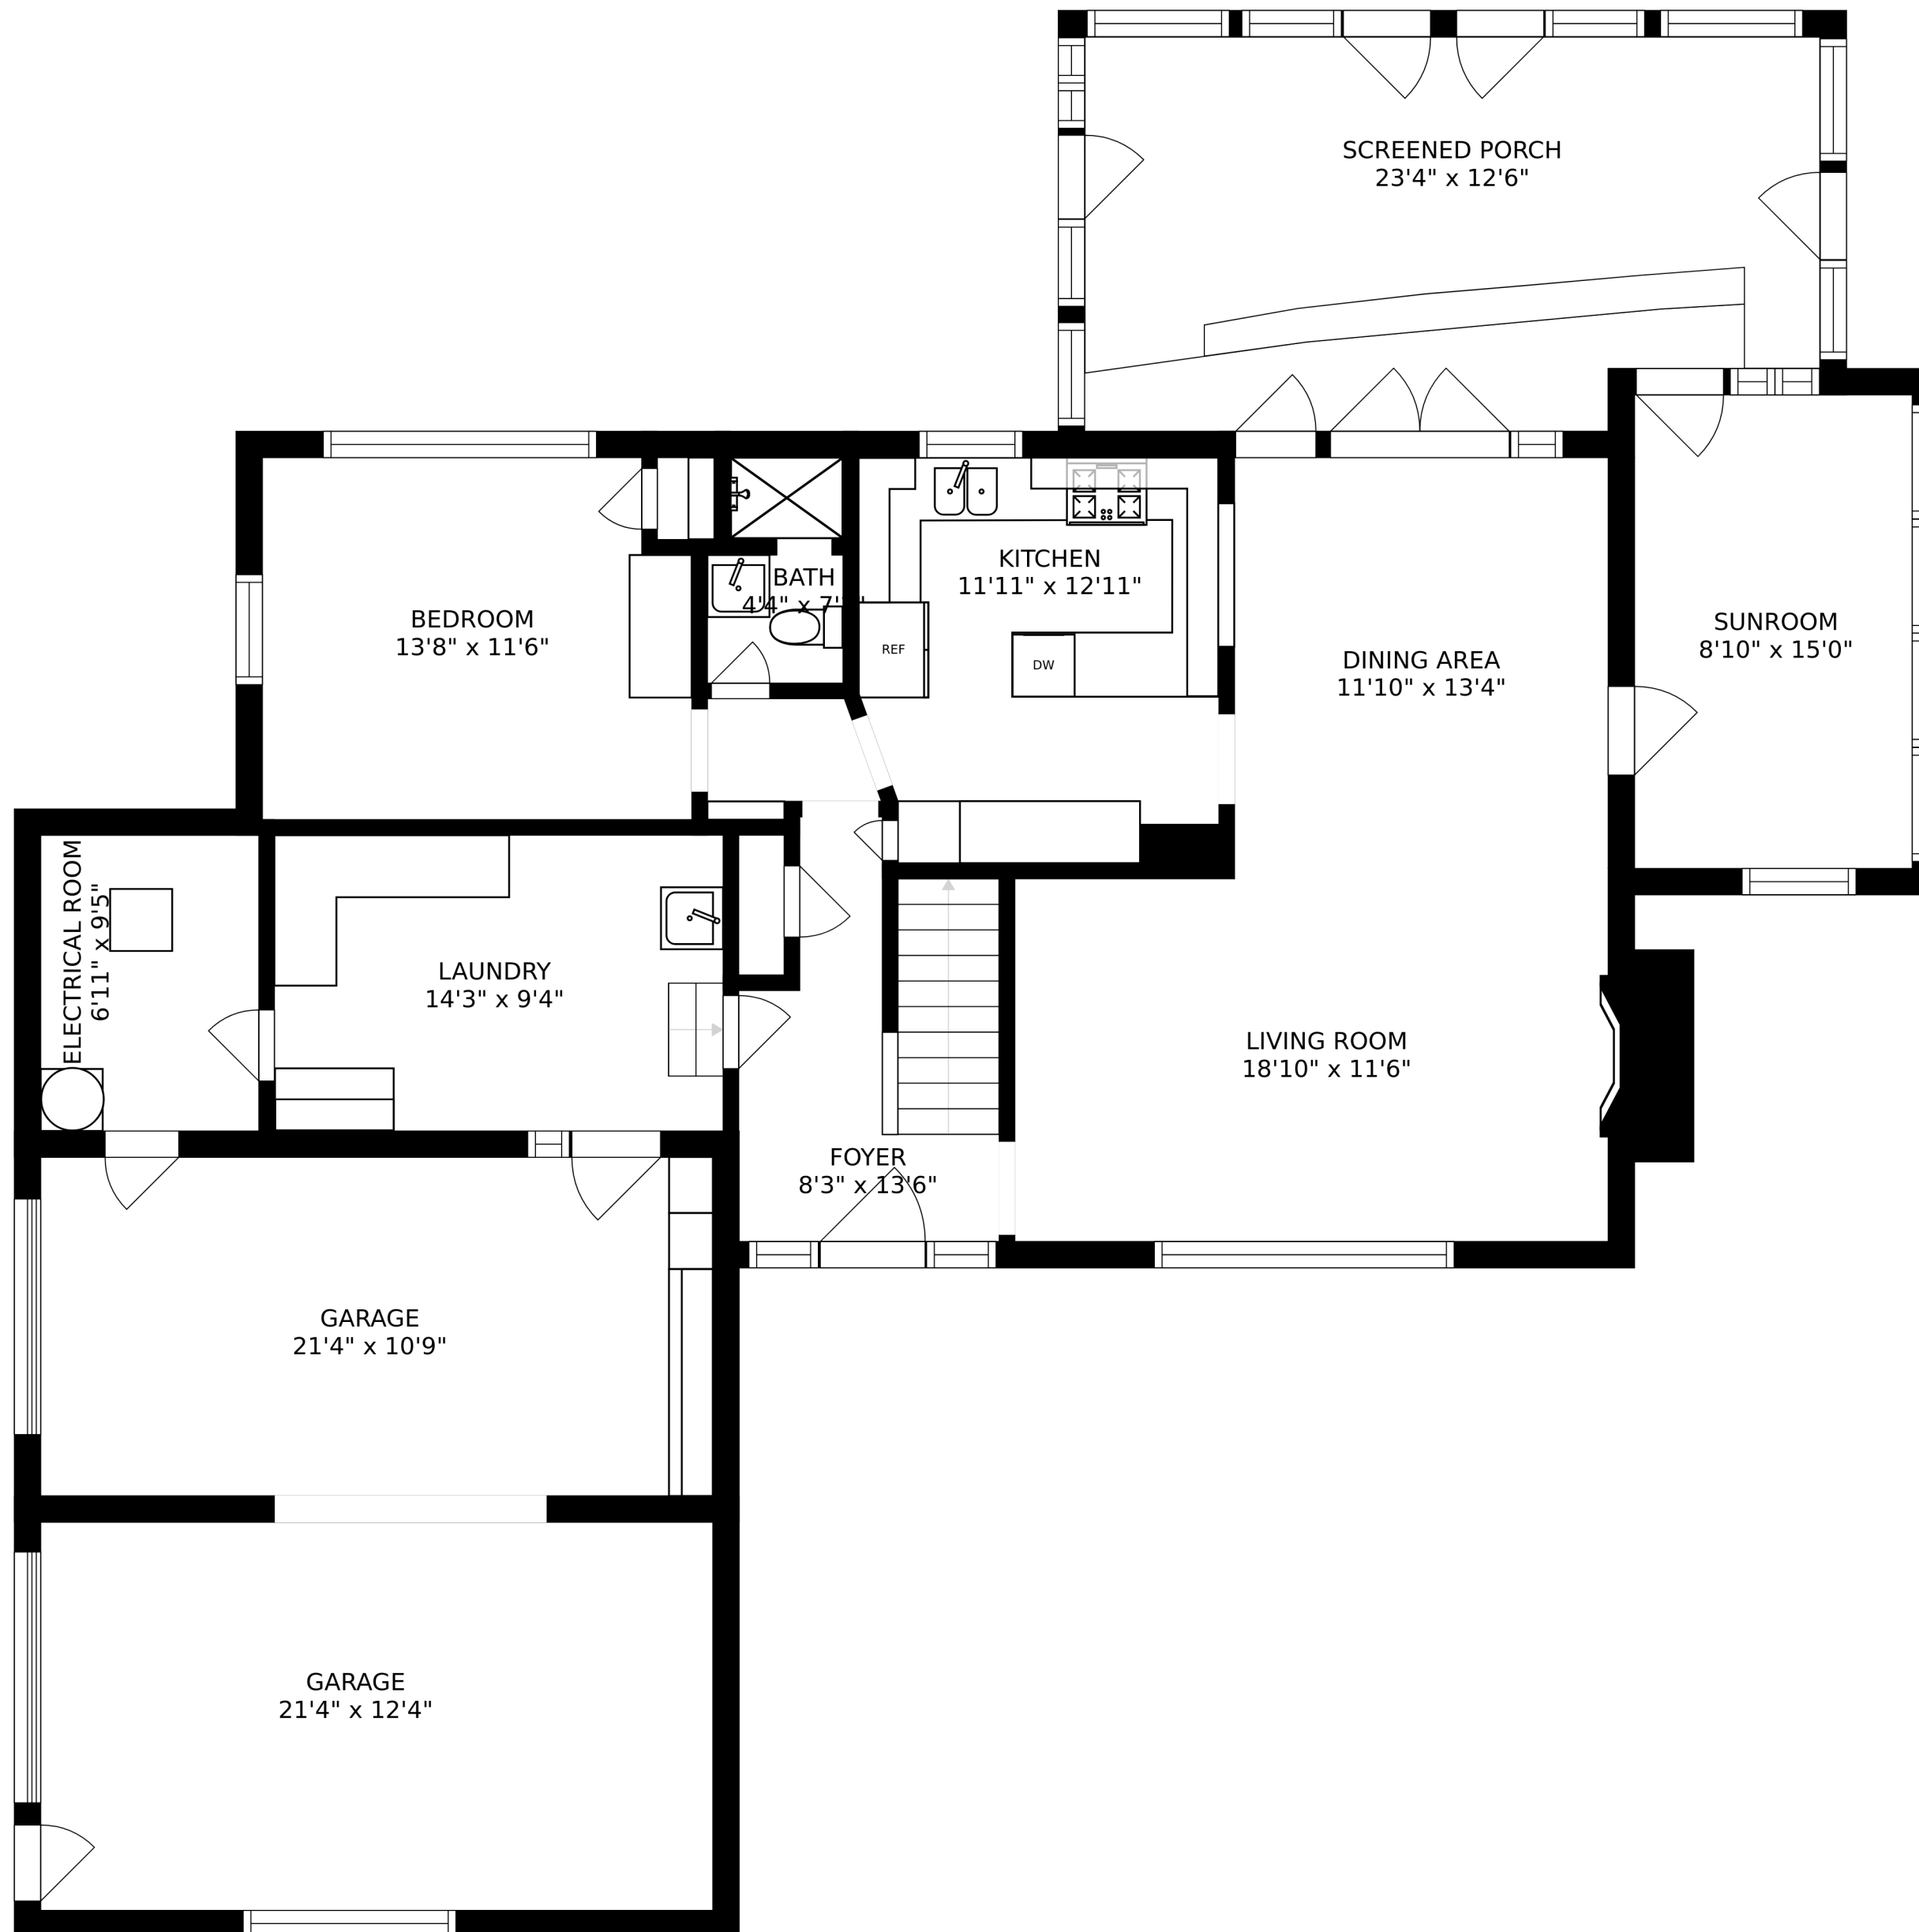 SCREENED PORCH
23'4" x 12'6"
KITCHEN
11'11" x 12'11"
BATH
4'4" x
BEDROOM
13'8" x 11'6"
SUNROOM
8'10" x 15'0"
REF
DW
DINING AREA
11'10" x 13'4"
ELECTRICAL ROOM
6'11" x 9'5"
LAUNDRY
14'3" x 9'4"
LIVING ROOM
18'10" x 11'6"
FOYER
8'3" x 13'6"
GARAGE
21'4" x 10'9"
GARAGE
21'4" x 12'4"